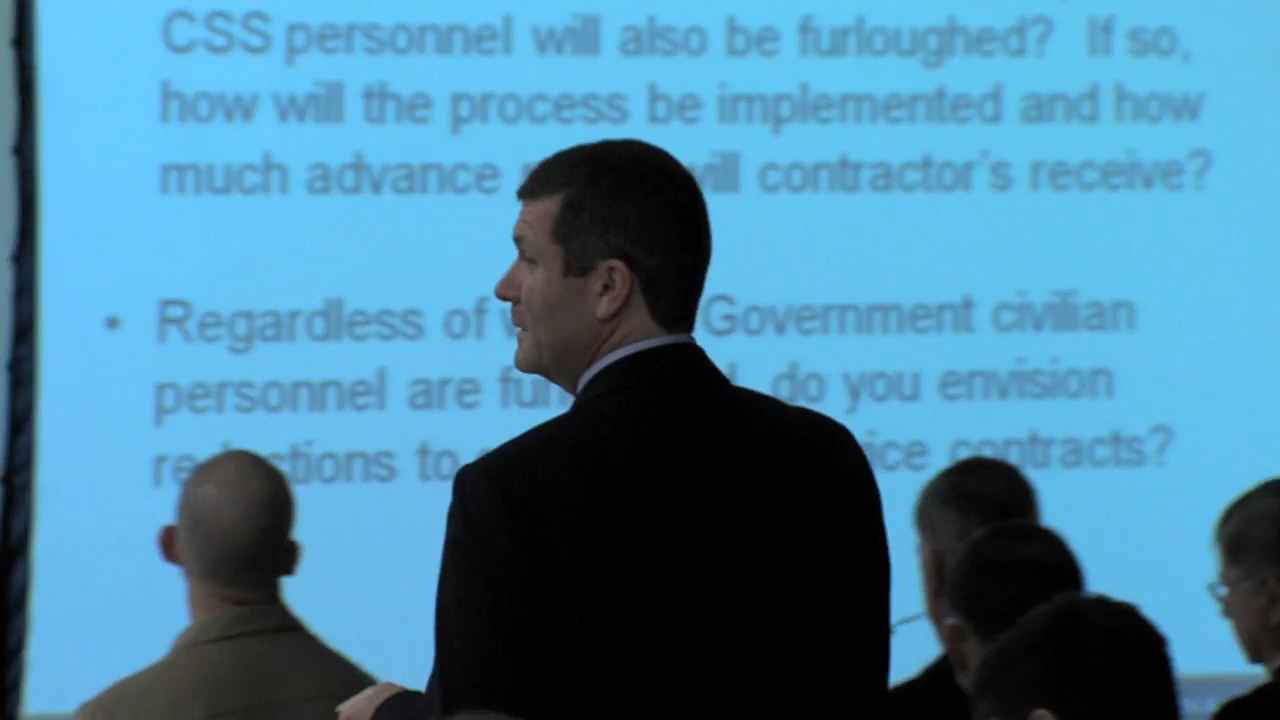 CSS personnel will also be furloughed? If so,
how will the process be implemented and how
much advance will contractor's receive?
• Regardless of Government civilian
personnel are do you envision
to contracts?